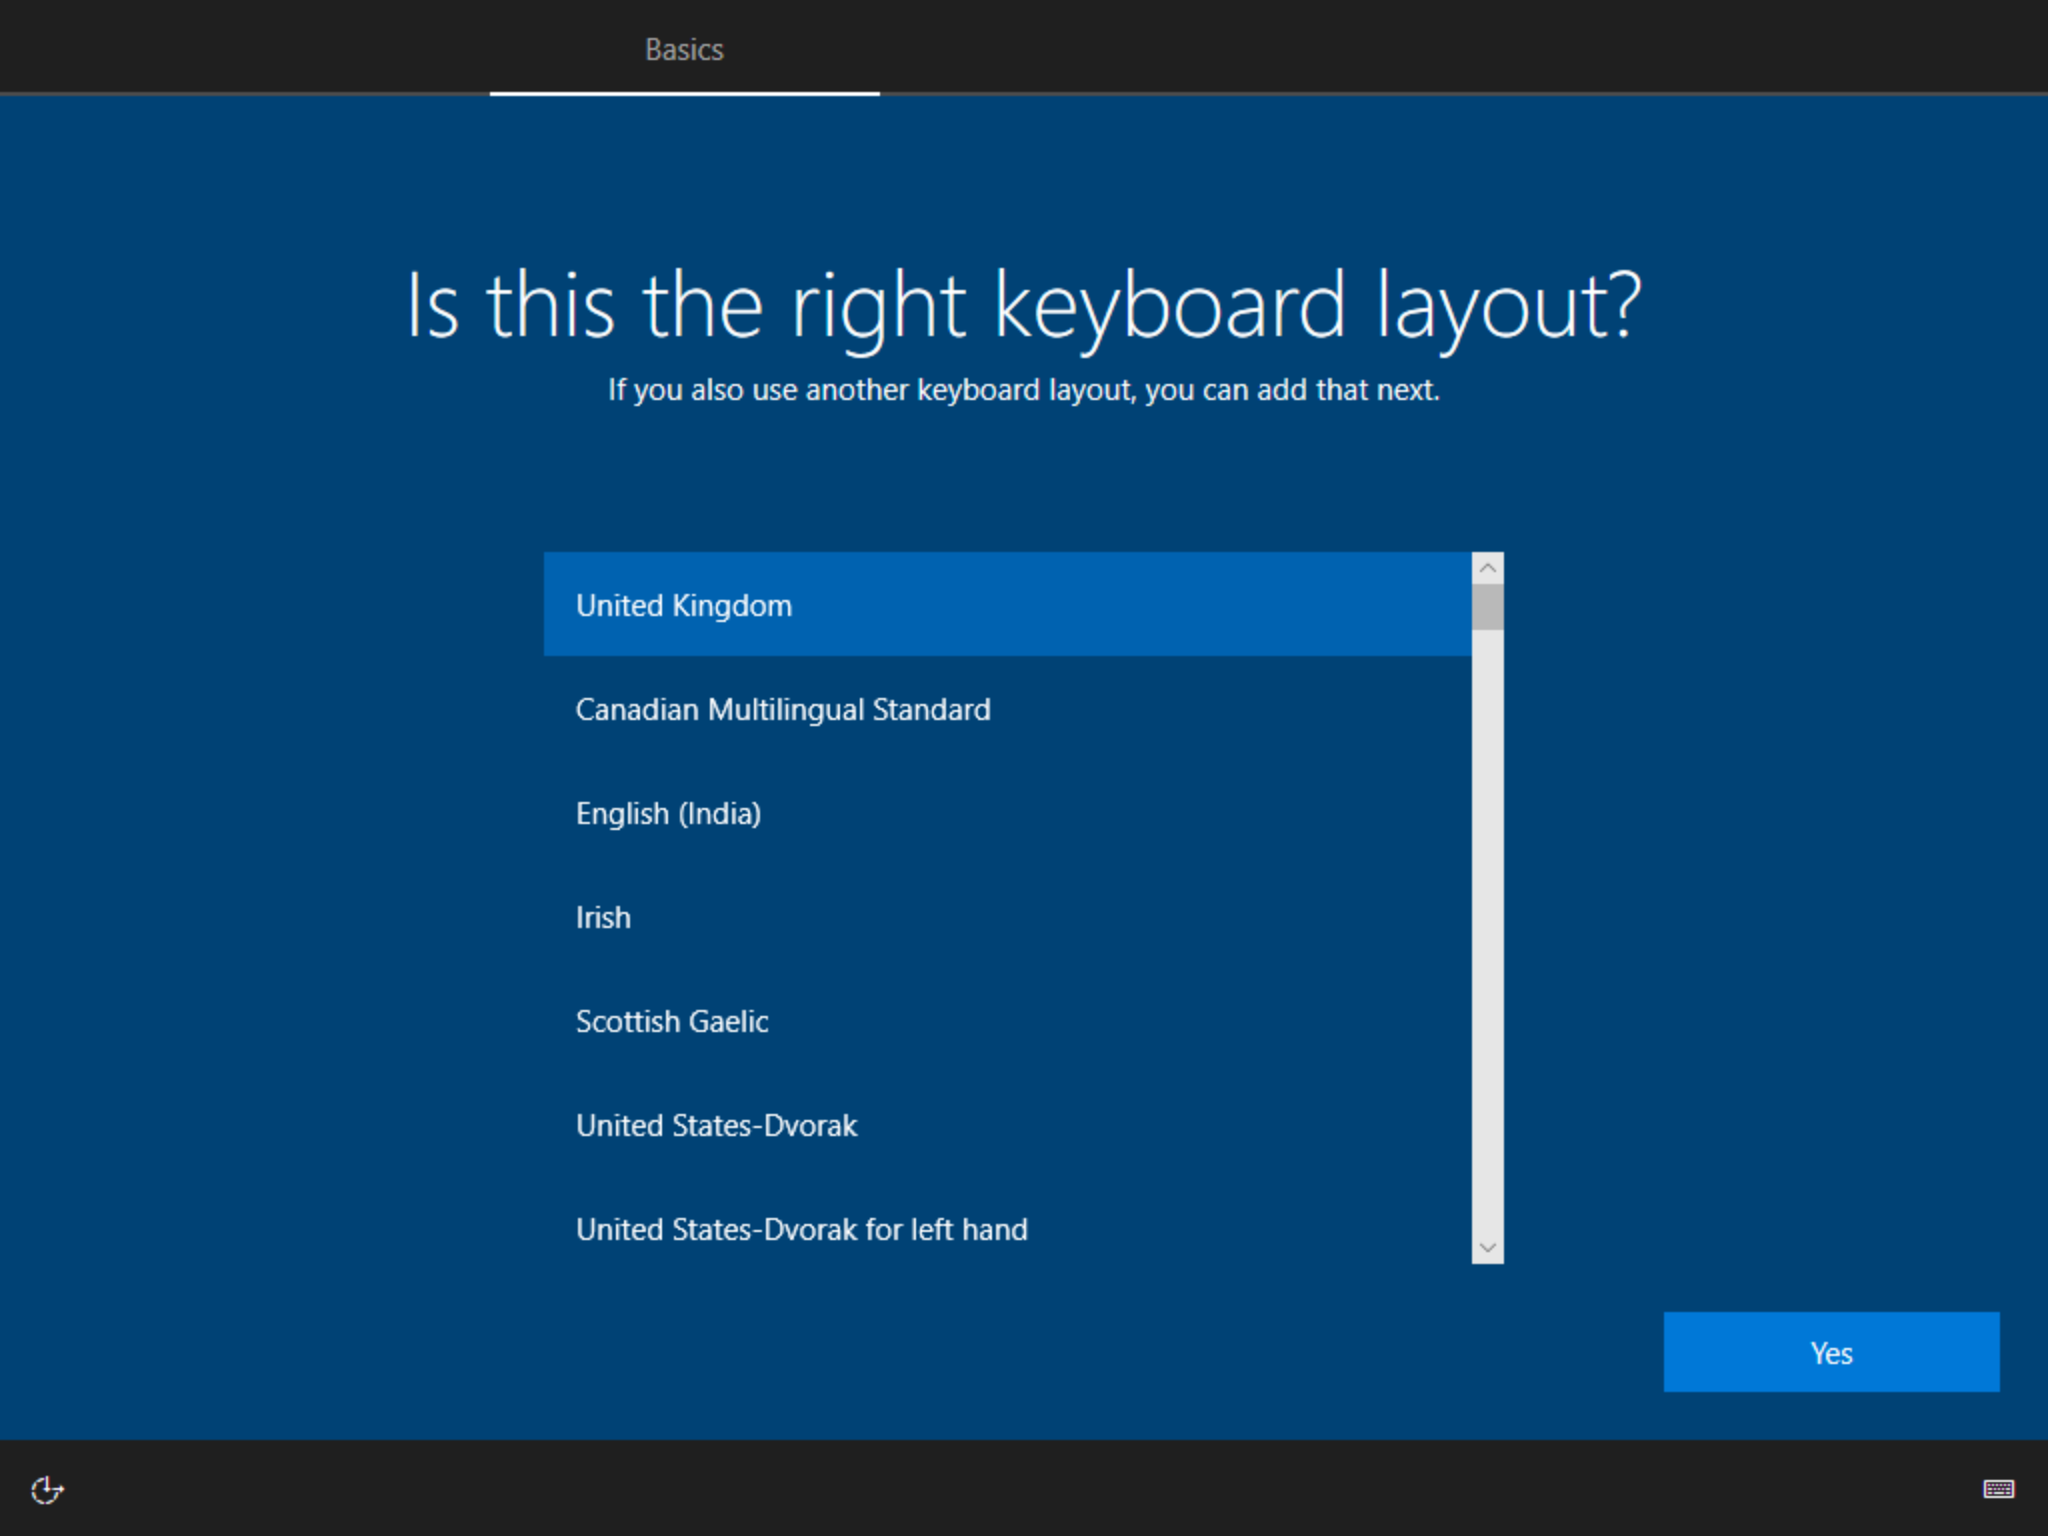 Basics
Is this the right keyboard layout?
If you also use another keyboard layout, you can add that next.
United Kingdom
Canadian Multilingual Standard
English (India)
Irish
Scottish Gaelic
United States-Dvorak
United States-Dvorak for left hand
Yes